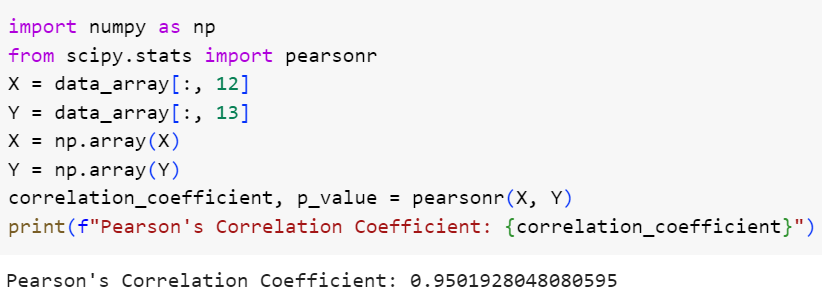 import numpy as np
from scipy.stats import pearsonr
X = data_array[:, 12]
Y = data_array[:, 13]
X = np.array(X)
Y = np.array(Y)
correlation_coefficient, p_value = pearsonr(X, Y)
print(f"Pearson's Correlation Coefficient: {correlation_coefficient}")
Pearson's Correlation Coefficient: 0.9501928048080595